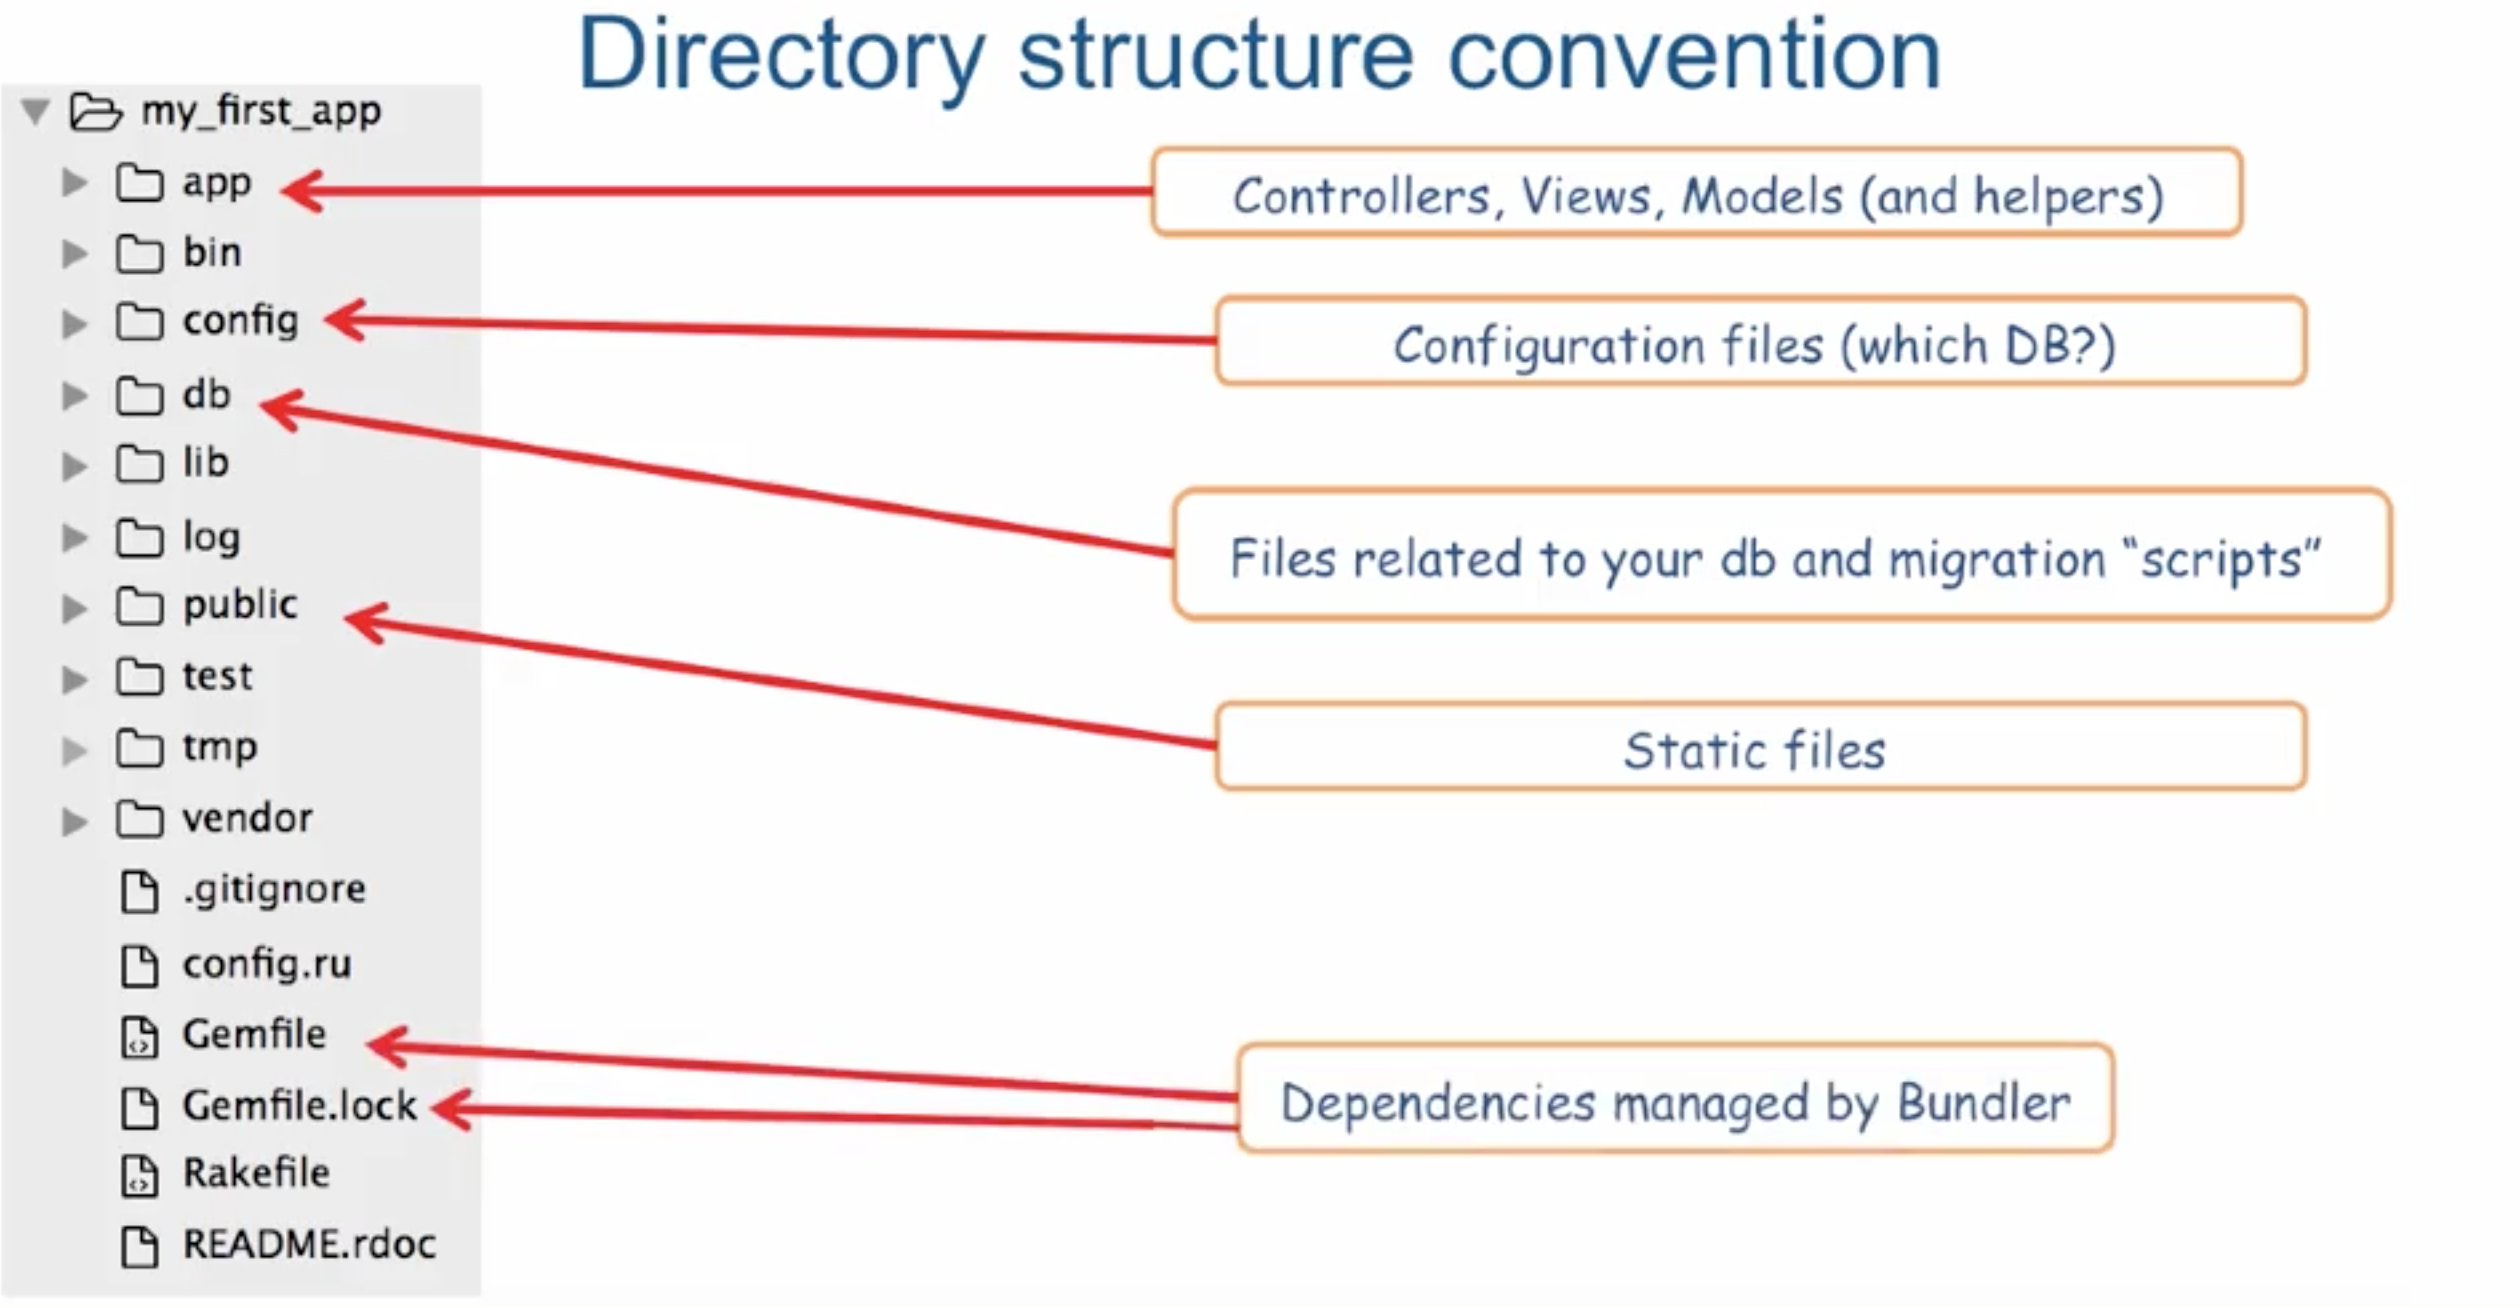 Directory structure convention
my_first_app
app
Controllers, Views, Models (and helpers)
bin
config
Configuration files (which DB?)
db
lib
log
Files related to your db and migration “scripts”
public
test
tmp
Static files
vendor
.gitignore
config.ru
Gemfile
Gemfile.lock
Dependencies managed by Bundler
Rakefile
README.rdoc